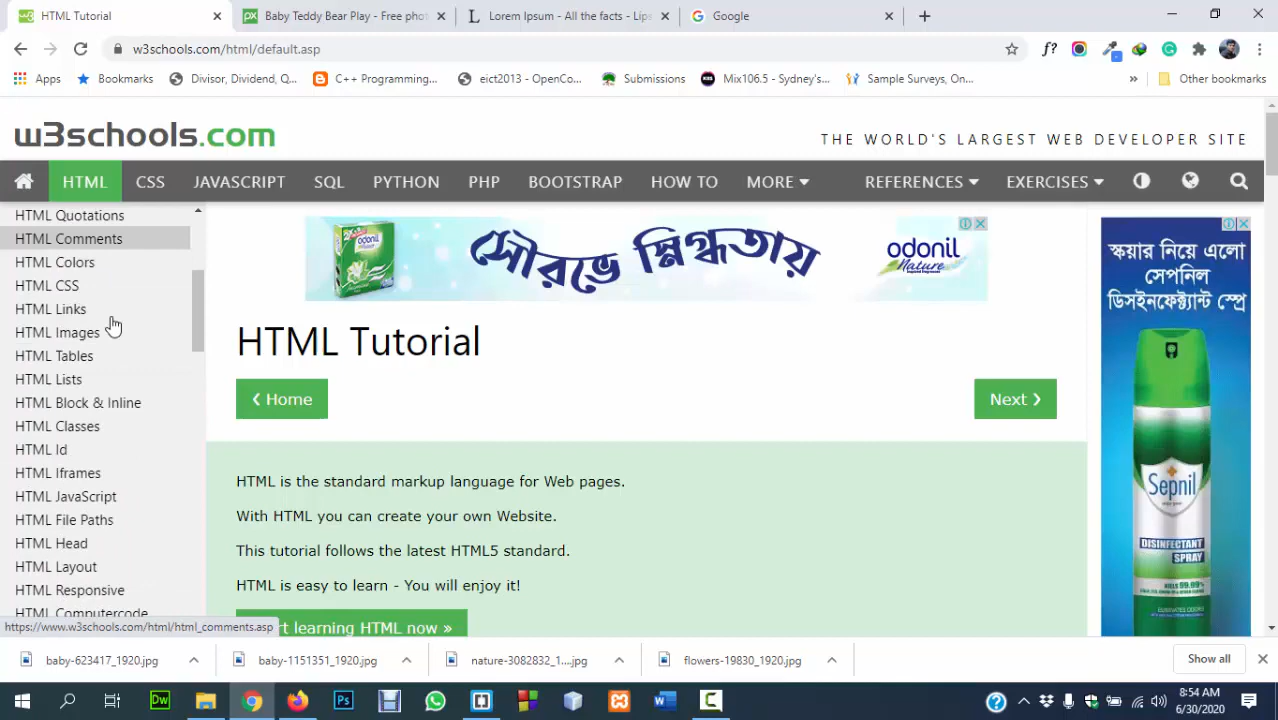 HTML Tutorial
Baby Teddy Bear Play - Free phot
Lorem Ipsum - All the facts - Lips
Google
w3schools.com/html/default.asp
Apps
Bookmarks
Divisor, Dividend, Q...
C++ Programming...
eict2013 - OpenCo...
Submissions
Mix106.5 - Sydney's...
Sample Surveys, On...
»
Other bookmarks
w3schools.com
THE WORLD'S LARGEST WEB DEVELOPER SITE
HTML
CSS
JAVASCRIPT
SQL
PYTHON
PHP
BOOTSTRAP
HOW TO
MORE
REFERENCES
EXERCISES
HTML Quotations
HTML Comments
HTML Colors
HTML CSS
HTML Links
HTML Images
HTML Tables
HTML Lists
HTML Block & Inline
HTML Classes
HTML Id
HTML Iframes
HTML JavaScript
HTML File Paths
HTML Head
HTML Layout
HTML Responsive
HTML Computercode
https://www.w3schools.com/html/html_comments.asp
odonil
সৌরভে স্নিগ্ধতায়
odonil
Nature
HTML Tutorial
❮ Home
Next ❯
HTML is the standard markup language for Web pages.
With HTML you can create your own Website.
This tutorial follows the latest HTML5 standard.
HTML is easy to learn - You will enjoy it!
rt learning HTML now »
স্কয়ার নিয়ে এলো
সেপনিল
ডিসইনফেক্ট্যান্ট স্প্রে
Sepnil
DISINFECTANT
SPRAY
KILLS 99.99%
baby-623417_1920.jpg
baby-1151351_1920.jpg
nature-3082832_1....jpg
flowers-19830_1920.jpg
Show all
Dw
Ps
W
C
8:54 AM
6/30/2020